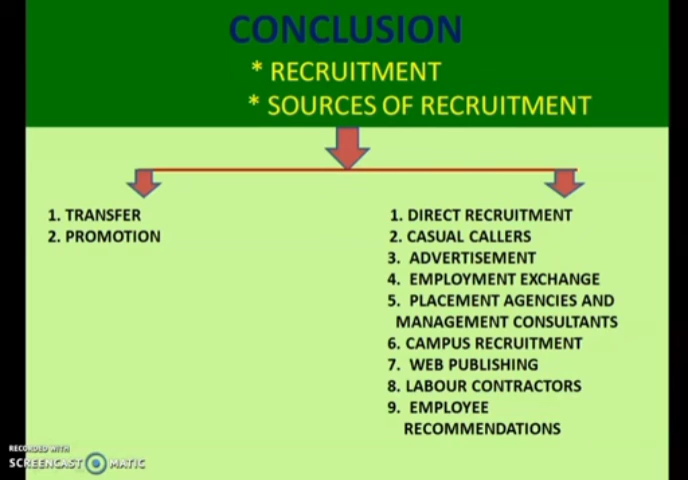 CONCLUSION
* RECRUITMENT
* SOURCES OF RECRUITMENT
1. TRANSFER
2. PROMOTION
1. DIRECT RECRUITMENT
2. CASUAL CALLERS
3. ADVERTISEMENT
4. EMPLOYMENT EXCHANGE
5. PLACEMENT AGENCIES AND
MANAGEMENT CONSULTANTS
6. CAMPUS RECRUITMENT
7. WEB PUBLISHING
8. LABOUR CONTRACTORS
9. EMPLOYEE
RECOMMENDATIONS
RECORDED WITH
SCREENCAST MATIC